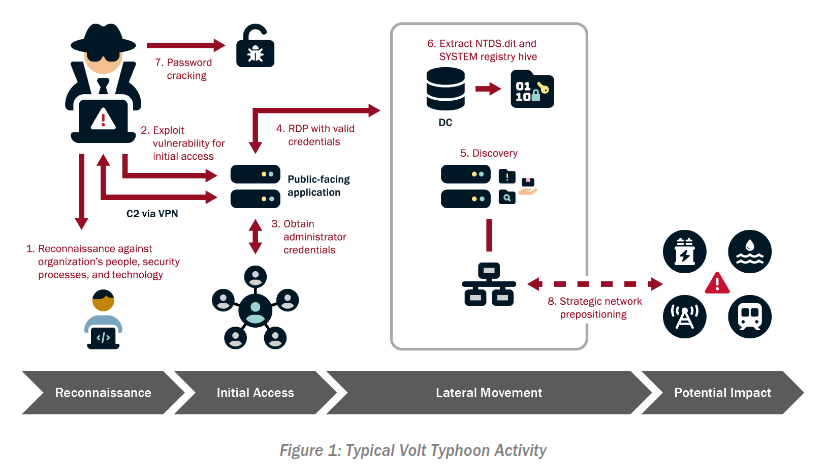 7. Password
cracking
2. Exploit
vulnerability for
initial access
C2 via VPN
1. Reconnaissance against
organization's people, security
processes, and technology
4. RDP with valid
credentials
Public-facing
application
3. Obtain
administrator
credentials
6. Extract NTDS.dit and
SYSTEM registry hive
01
10
DC
5. Discovery
8. Strategic network
prepositioning
</>
Reconnaissance
Initial Access
Lateral Movement
Potential Impact
Figure 1: Typical Volt Typhoon Activity